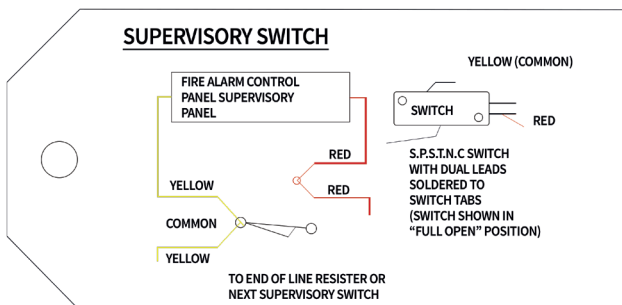 SUPERVISORY SWITCH
FIRE ALARM CONTROL
PANEL SUPERVISORY
PANEL
YELLOW (COMMON)
SWITCH
RED
RED
RED
YELLOW
COMMON
YELLOW
S.P.S.T.N.C SWITCH
WITH DUAL LEADS
SOLDERED TO
SWITCH TABS
(SWITCH SHOWN IN
“FULL OPEN” POSITION)
TO END OF LINE RESISTER OR
NEXT SUPERVISORY SWITCH